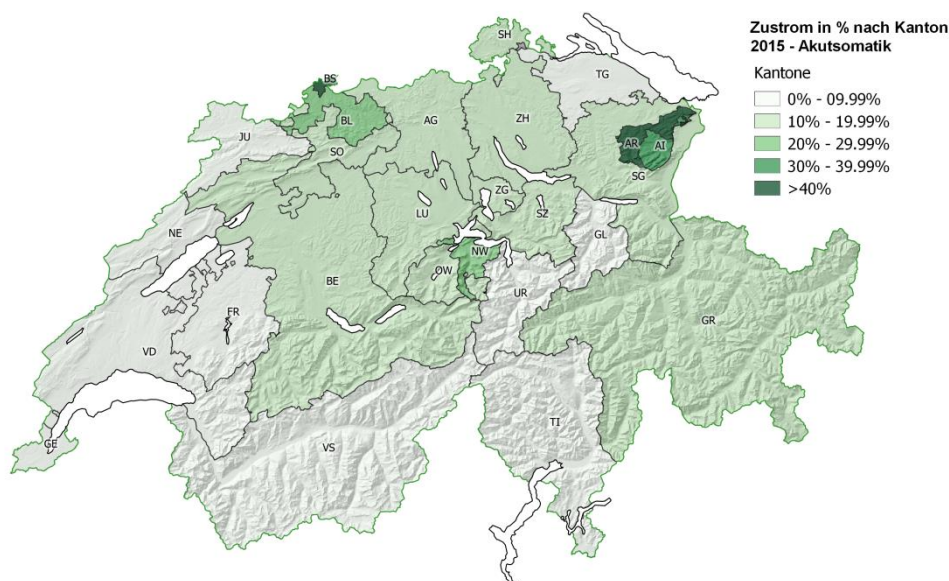 Zustrom in % nach Kanton
2015 - Akutsomatik
Kantone
0% - 09.99%
10% - 19.99%
20% - 29.99%
30% - 39.99%
>40%
SH
BS
TG
BL
AG
ZH
JU
SO
AR
AI
SG
ZG
LU
SZ
NE
NW
GL
OW
BE
UR
FR
GR
VD
TI
GE
VS